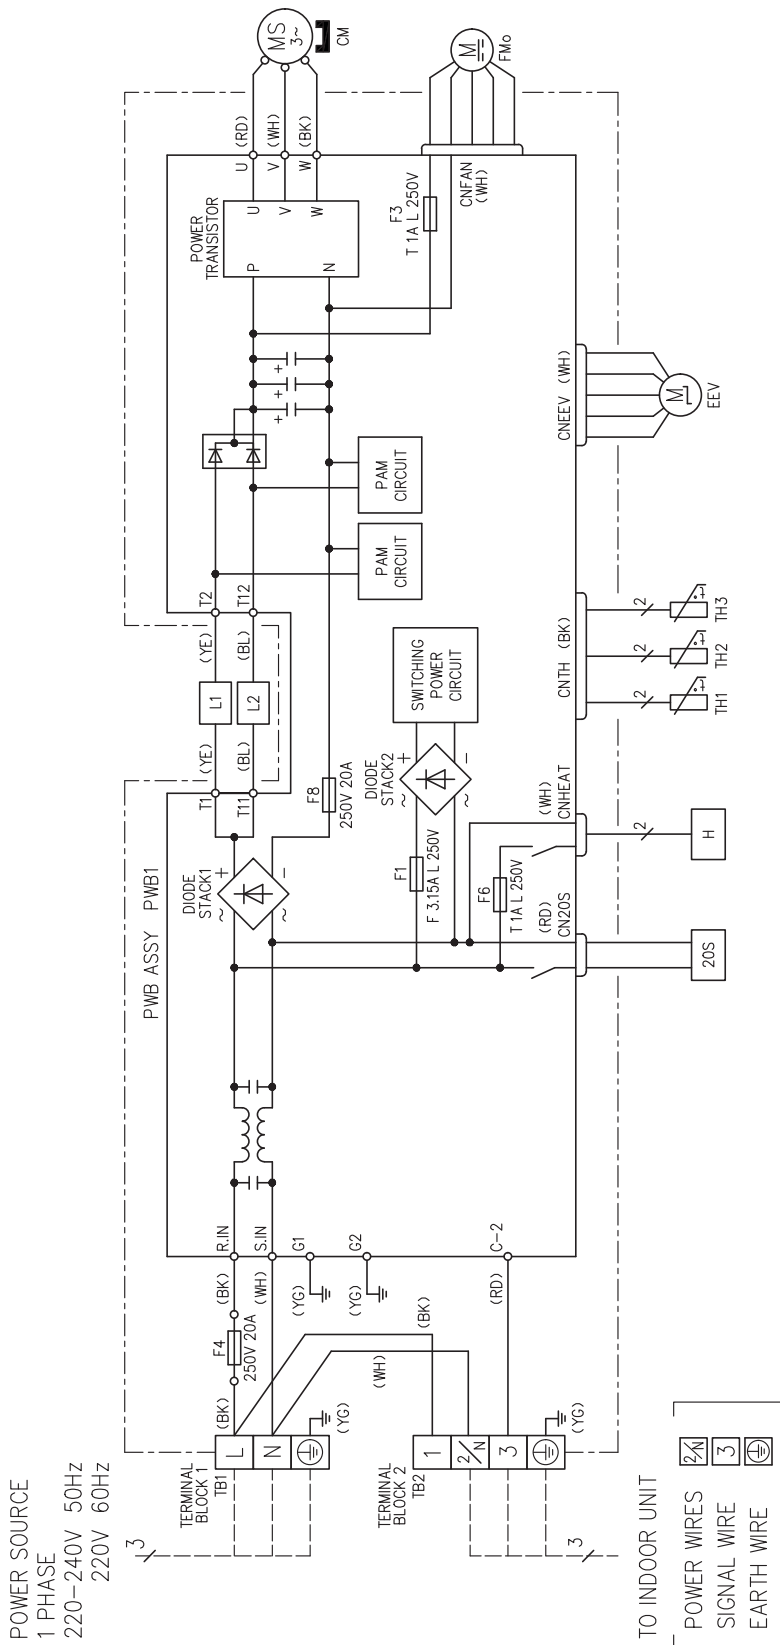 POWER SOURCE
1 PHASE
220-240V 50Hz
220V 60Hz
3
TERMINAL
BLOCK 1
TB1
L
N
(YG)
(BK)
F4
250V 20A
(BK)
(WH)
R.IN
S.IN
G1
(YG)
G2
(YG)
TERMINAL
BLOCK 2
TB2
1
2/N
3
(YG)
(BK)
(WH)
(RD)
C-2
3
TO INDOOR UNIT
POWER WIRES
2/N
SIGNAL WIRE
3
EARTH WIRE
PWB ASSY PWB1
DIODE
STACK1
~
+
~
-
T1
(YE)
T11
(BL)
L1
L2
(YE)
T2
(BL)
T12
F8
250V 20A
DIODE
STACK2
~
+
~
-
SWITCHING
POWER
CIRCUIT
F1
F 3.15A L 250V
F6
T 1A L 250V
(RD)
CN20S
20S
(WH)
CNHEAT
2
H
PAM
CIRCUIT
PAM
CIRCUIT
+
+
+
POWER
TRANSISTOR
P
N
U
V
W
U
(RD)
V
(WH)
W
(BK)
MS
3~
CM
F3
T 1A L 250V
CNFAN
(WH)
M
FMo
CNTH (BK)
2
2
2
t°
t°
t°
TH1
TH2
TH3
CNEEV (WH)
M
EEV